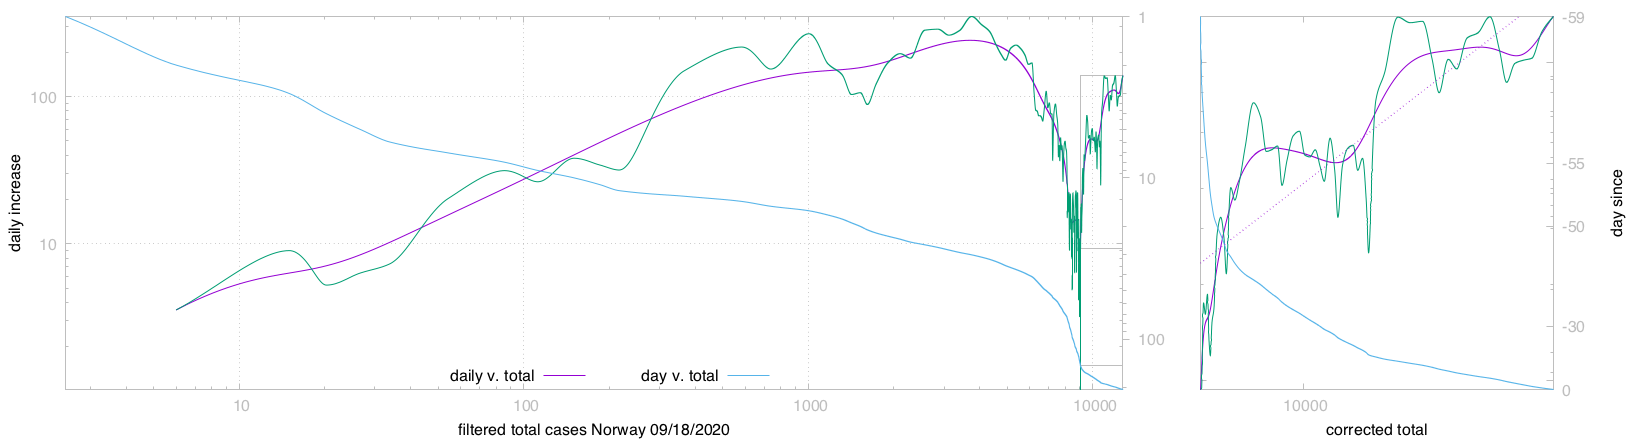 1
-59
100
-55
daily increase
day since
10
-50
10
-30
100
daily v. total
day v. total
0
10
100
1000
10000
10000
filtered total cases Norway 09/18/2020
corrected total